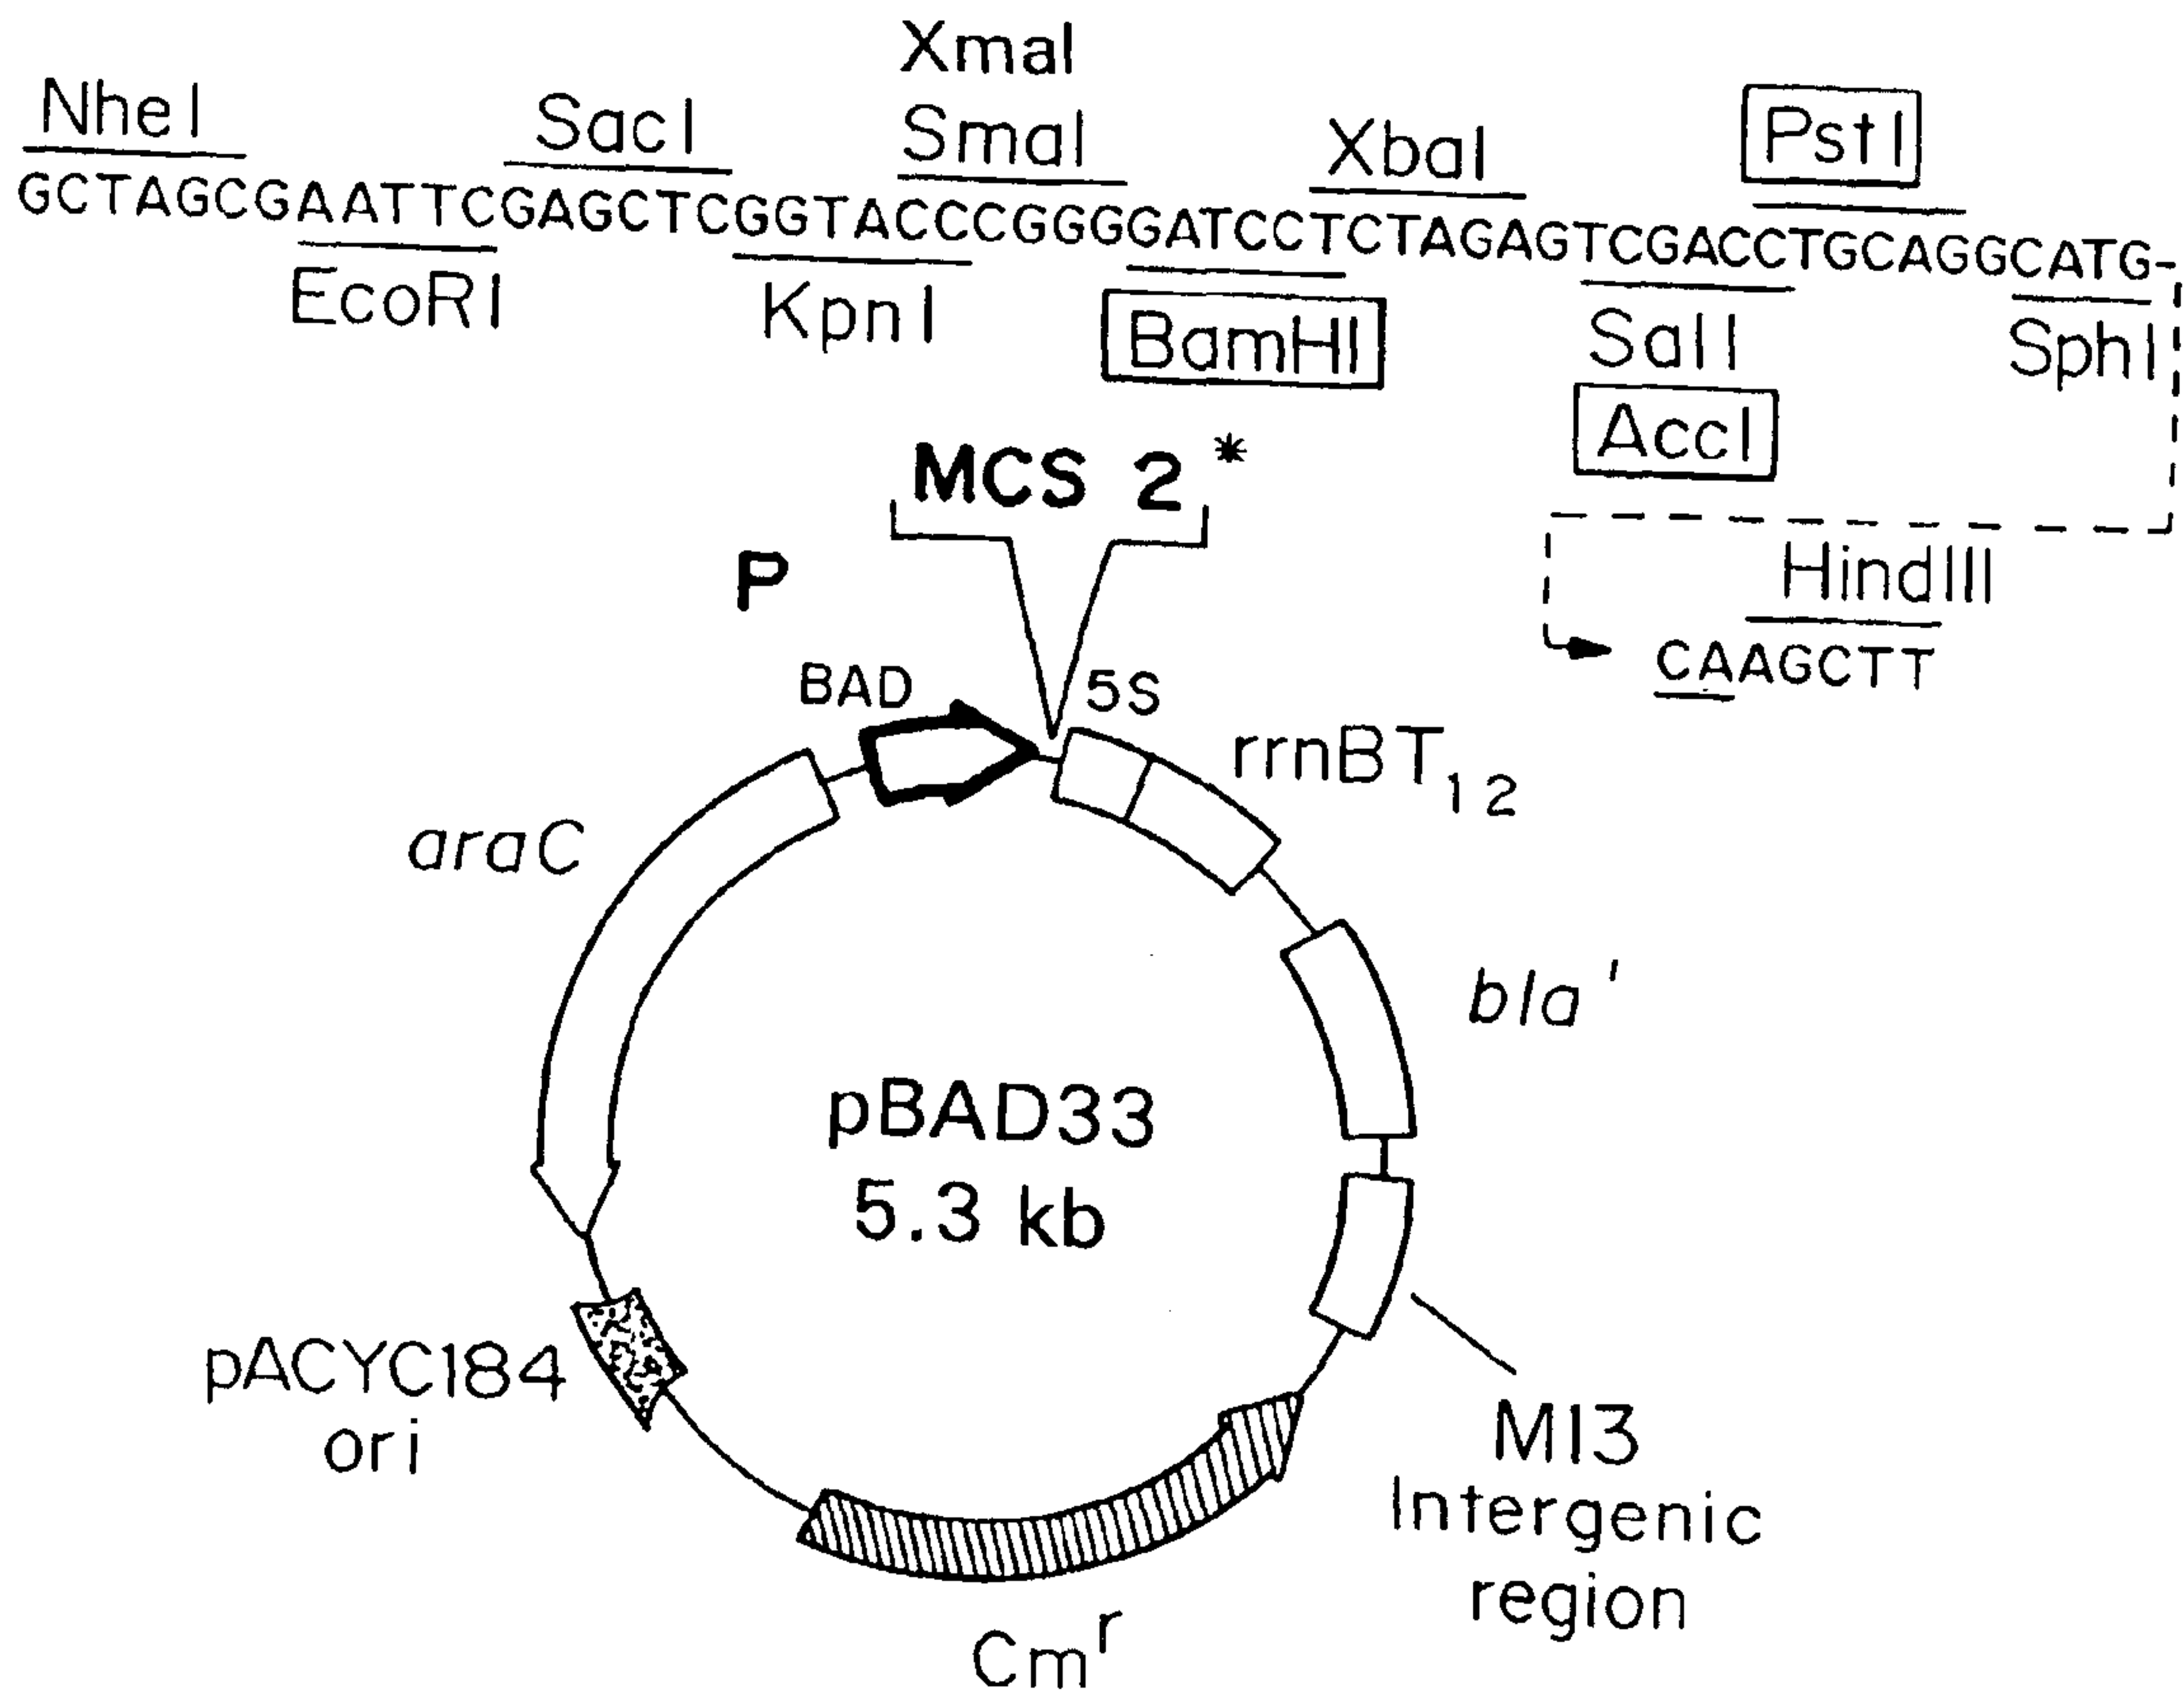 XmaI
NheI SacI SmaI XbaI PstI
GCTAGCGAATTCGAGCTCGGTACCCGGGGATCCTCTAGAGTCGACCTGCAGGCATG-
EcoRI KpnI BamHI SalI SphI
AccI
MCS 2*
HindIII
CAAGCTT
P
BAD
5S
rrnBT₁₂
araC
bla'
pBAD33
5.3 kb
pACYC184
ori
M13
Intergenic
region
Cmʳ